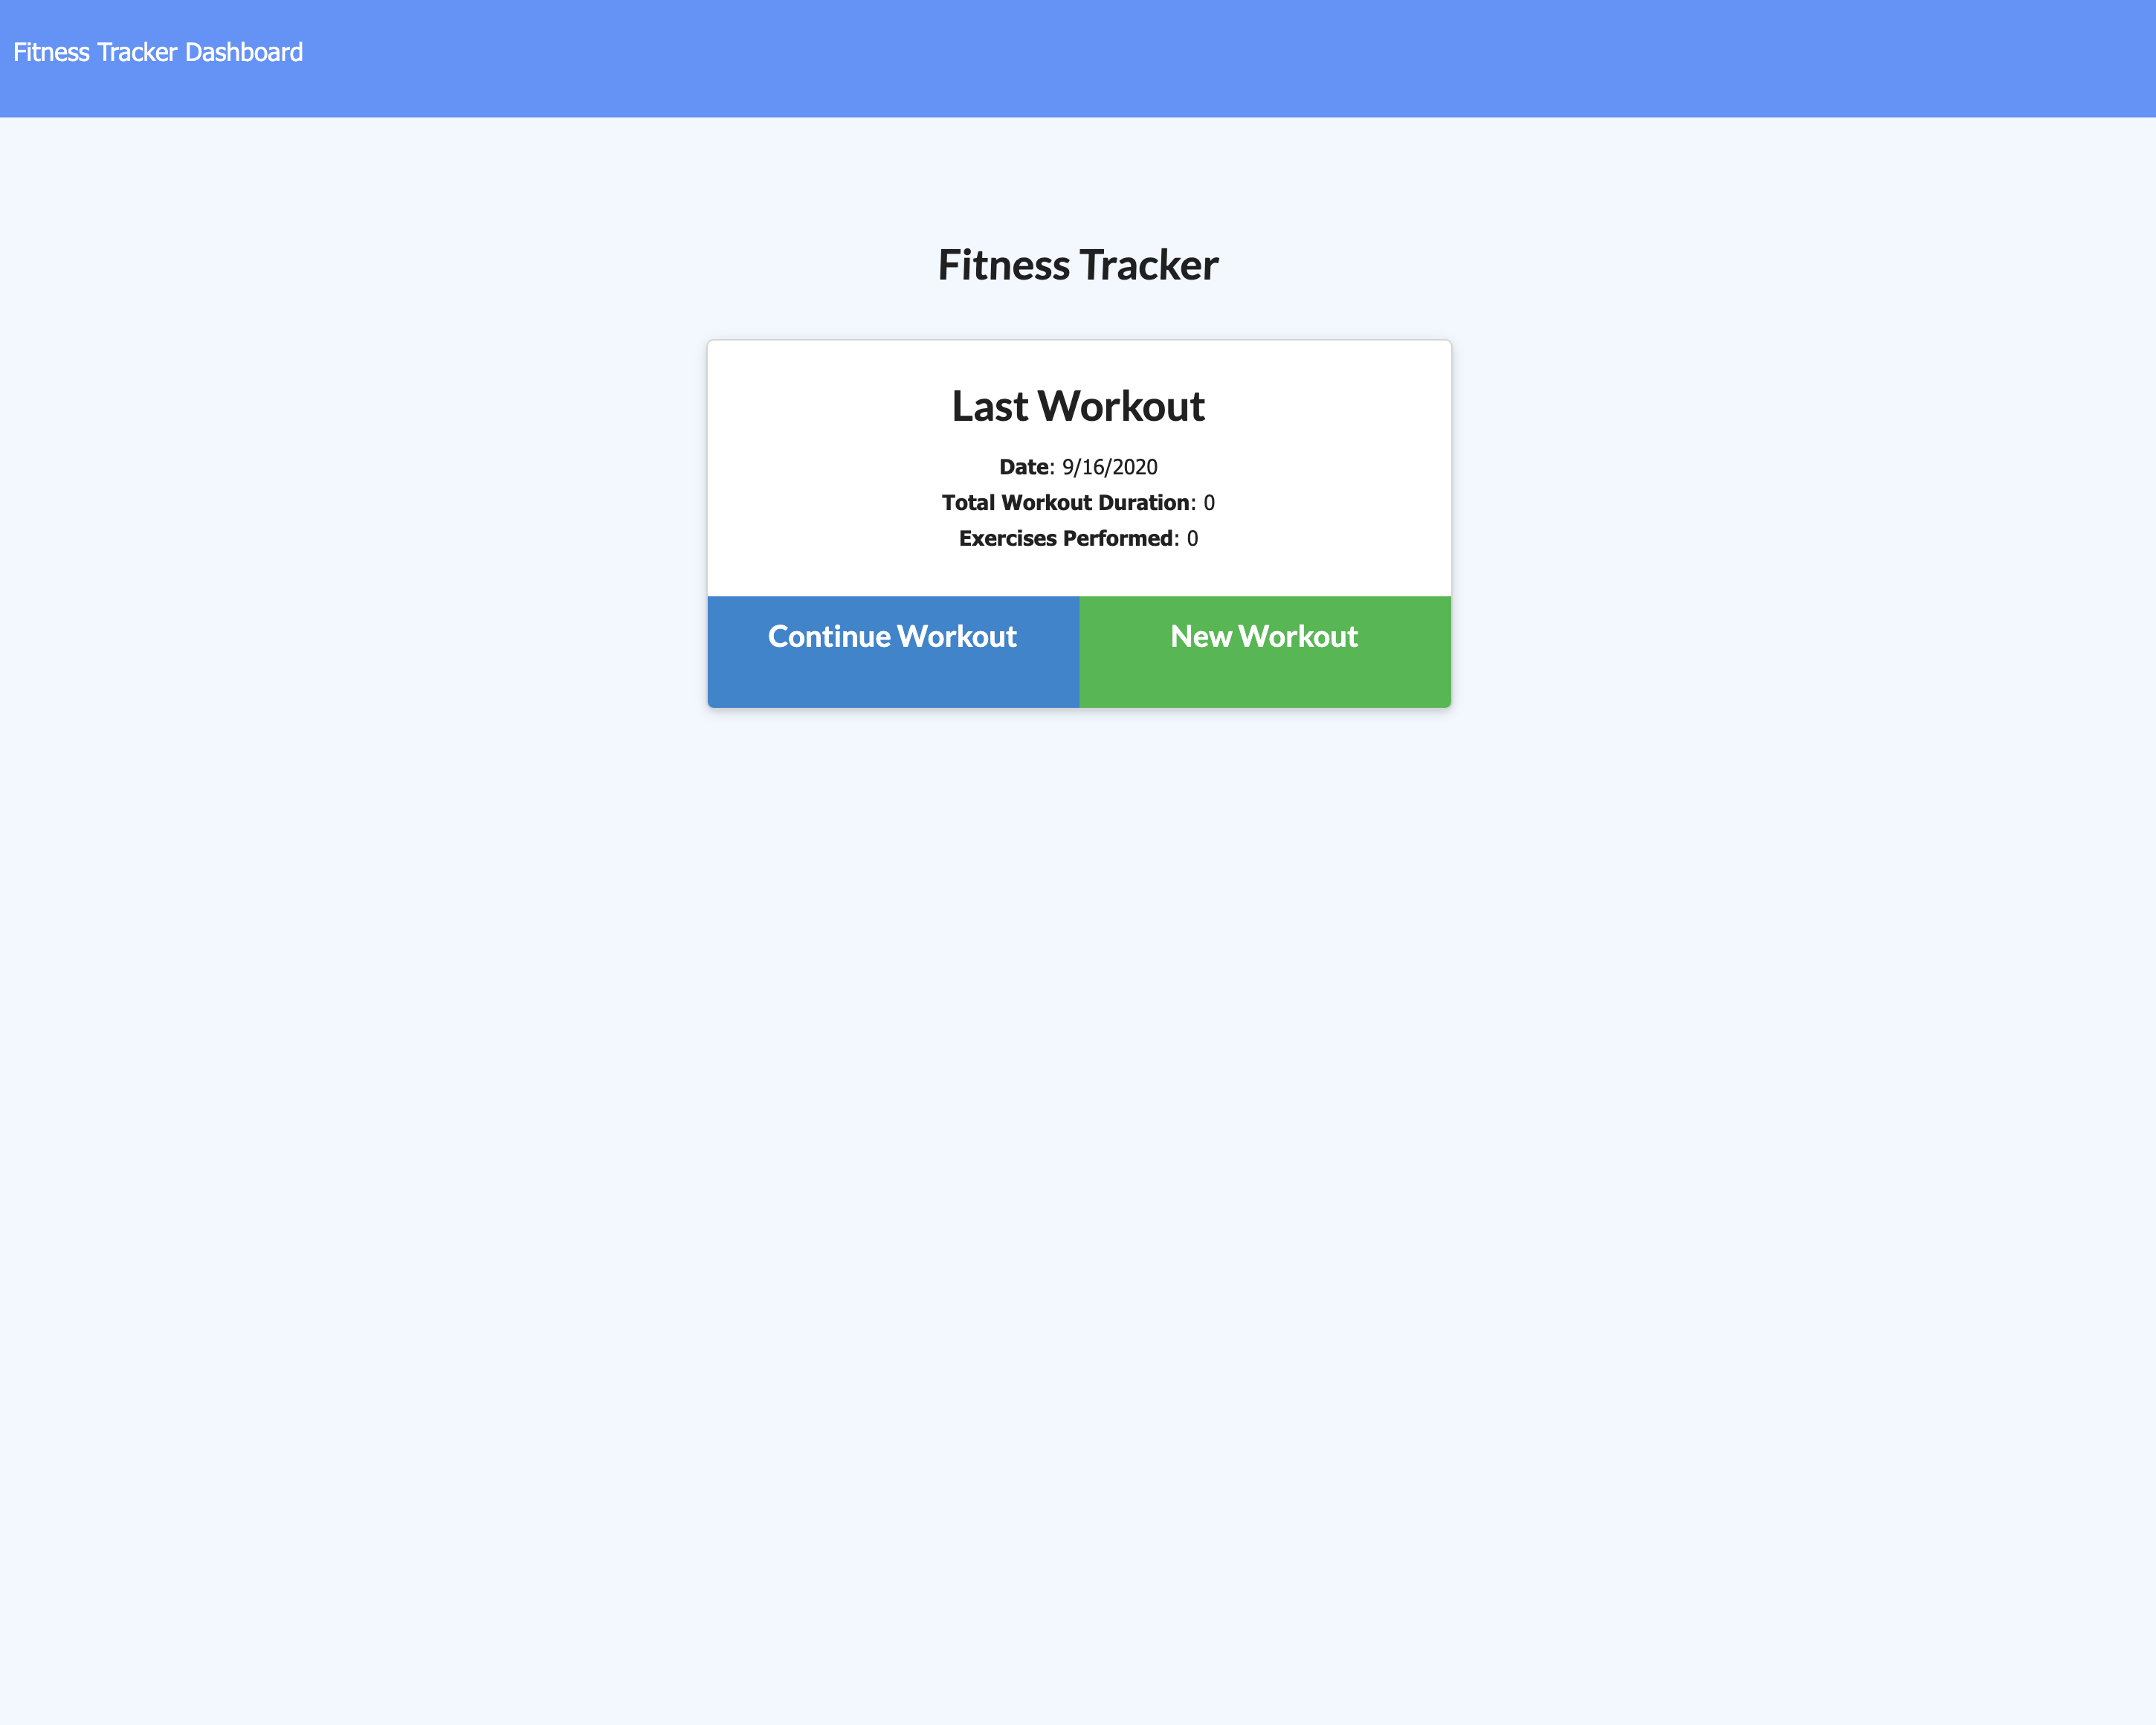 Fitness Tracker Dashboard
Fitness Tracker
Last Workout
Date: 9/16/2020
Total Workout Duration: 0
Exercises Performed: 0
Continue Workout
New Workout